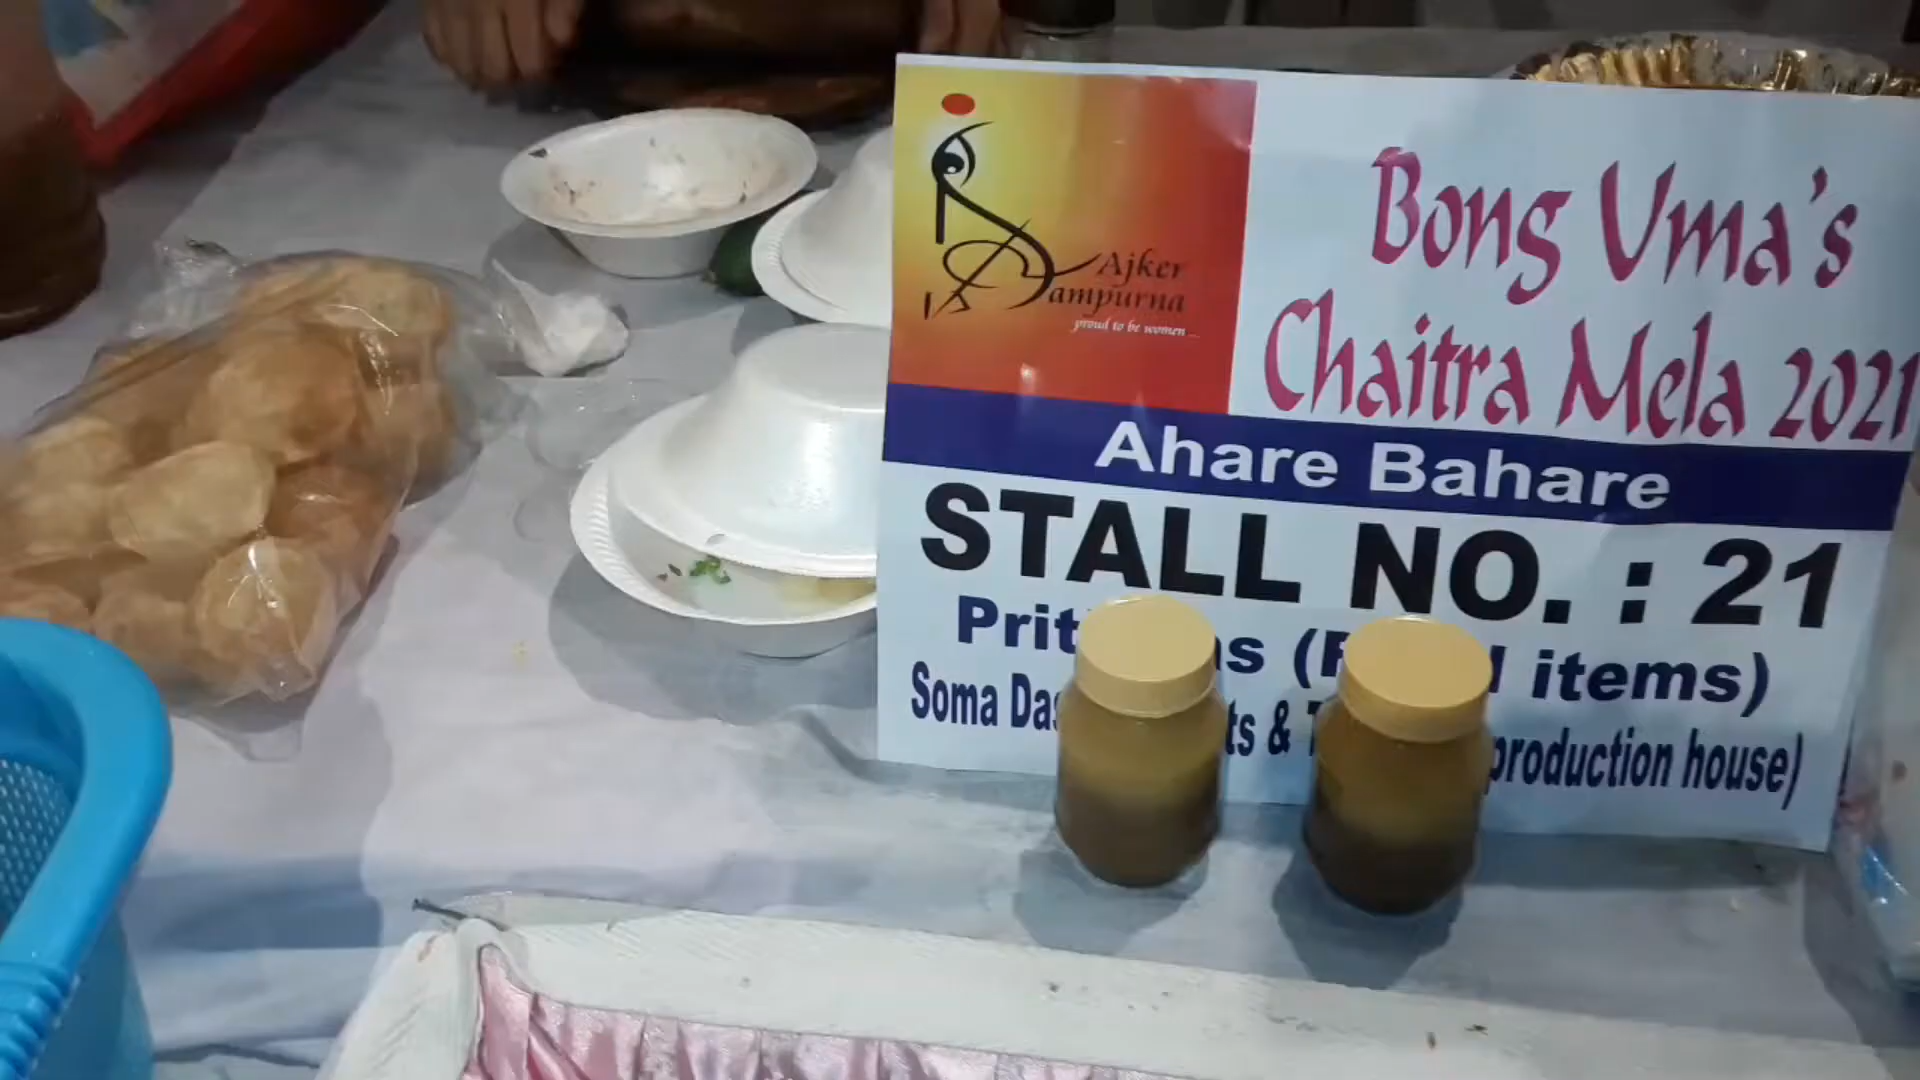 Ajker
Sampurna
proud to be women...
Bong Uma's
Chaitra Mela 2021
Ahare Bahare
STALL NO. : 21
items)
Soma
& production house)